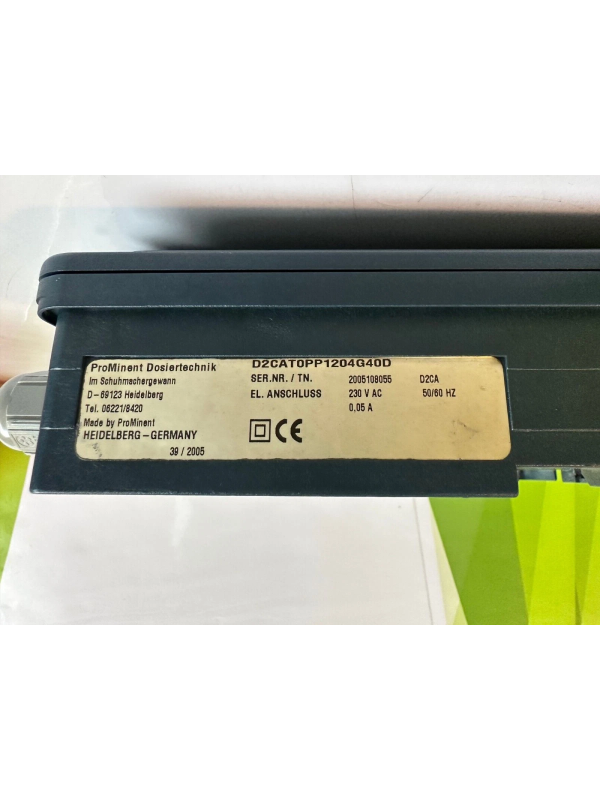 ProMinent Dosiertechnik
Im Schuhmachergewann
D-69123 Heidelberg
Tel. 06221/8420
Made by ProMinent
HEIDELBERG-GERMANY
39 / 2005
D2CAT0PP1204G40D
SER.NR. / TN. 2005108055 D2CA
EL. ANSCHLUSS 230 V AC 50/60 HZ
0,05 A
CE